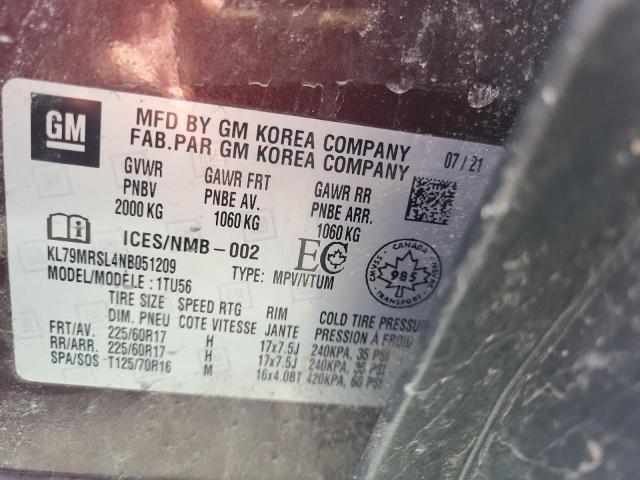 GM
MFD BY GM KOREA COMPANY
FAB.PAR GM KOREA COMPANY
07 / 21
GVWR GAWR FRT GAWR RR
PNBV PNBE AV. PNBE ARR.
2000 KG 1060 KG 1060 KG
ICES/NMB-002
EC
CANADA
CMVSS 985 NSVAC
TRANSPORT
KL79MRSL4NB051209 TYPE: MPV/VTUM
MODEL/MODÈLE : 1TU56
TIRE SIZE SPEED RTG RIM COLD TIRE PRESSURE
DIM. PNEU COTE VITESSE JANTE PRESSION À FROID
FRT/AV. 225/60R17 H 17x7.5J 240KPA, 35 PSI
RR/ARR. 225/60R17 H 17x7.5J 240KPA, 35 PSI
SPA/SOS T125/70R16 M 16x4.0BT 420KPA, 60 PSI